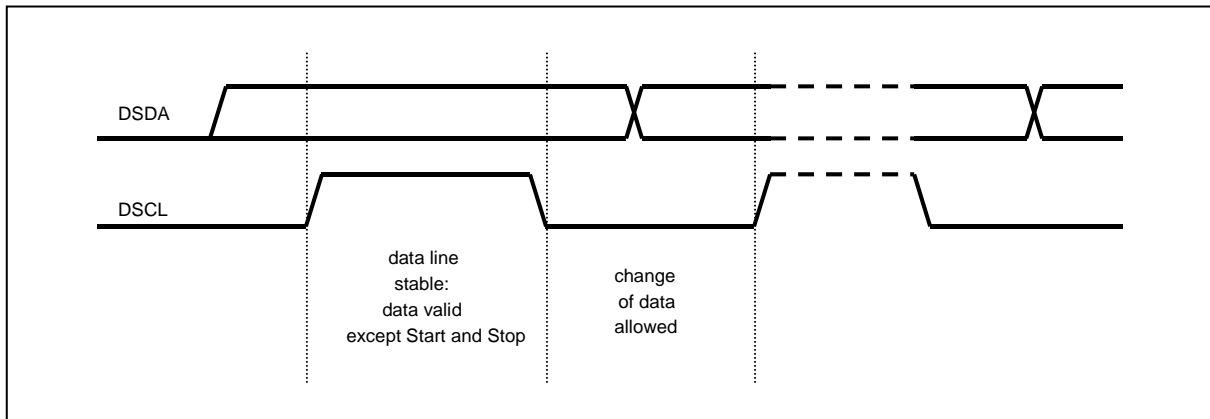 DSDA
DSCL
data line
stable:
data valid
except Start and Stop
change
of data
allowed